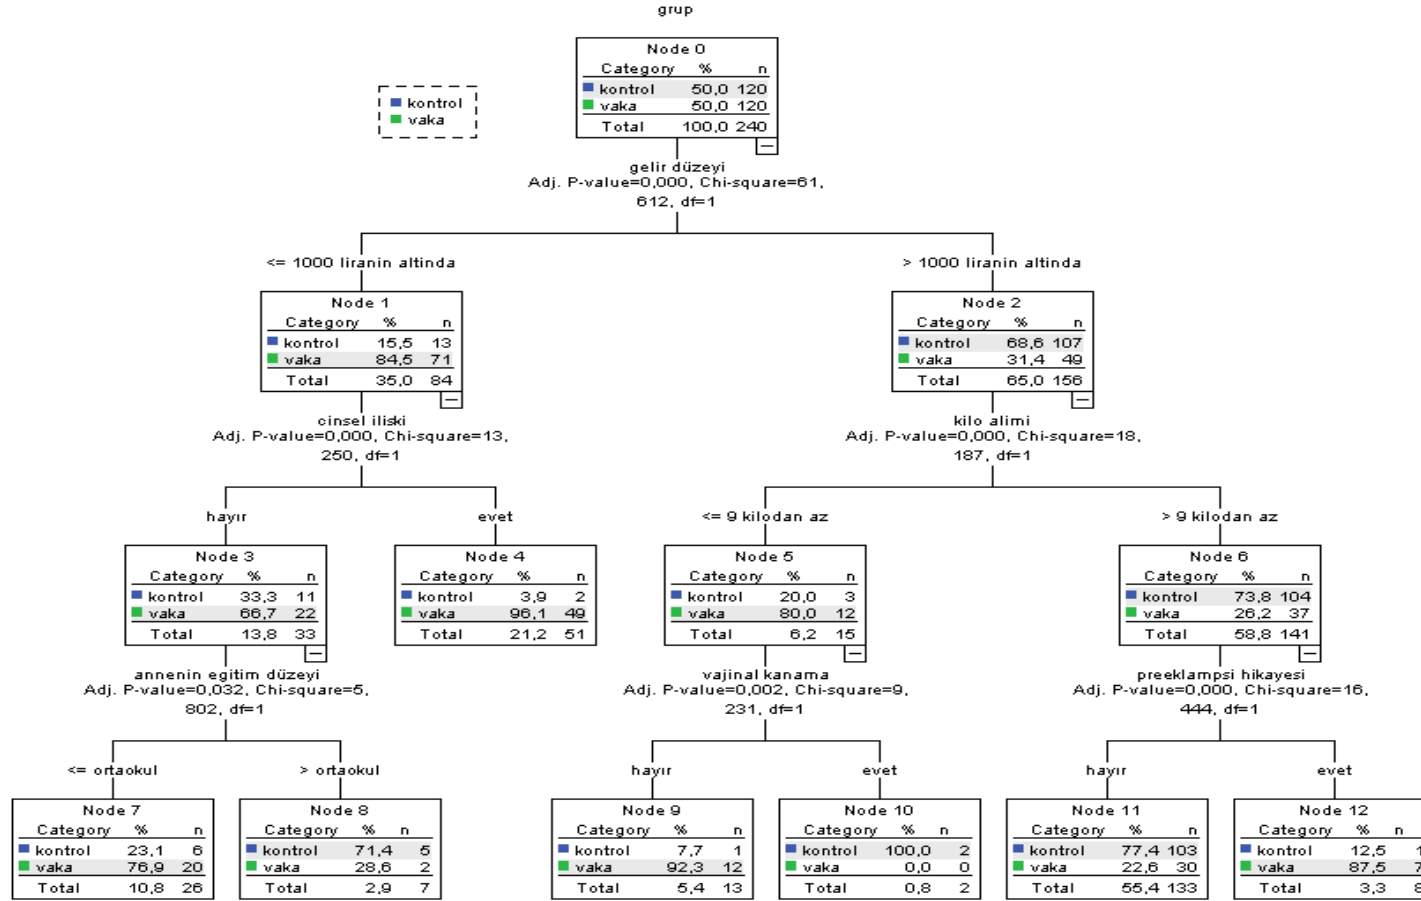 grup
Node 0
Category % n
kontrol 50,0 120
vaka 50,0 120
Total 100,0 240
kontrol
vaka
gelir düzeyi
Adj. P-value=0,000, Chi-square=61,
612, df=1
<= 1000 liranin altinda
> 1000 liranin altinda
Node 1
Category % n
kontrol 15,5 13
vaka 84,5 71
Total 35,0 84
Node 2
Category % n
kontrol 68,6 107
vaka 31,4 49
Total 65,0 156
cinsel iliski
Adj. P-value=0,000, Chi-square=13,
250, df=1
kilo alimi
Adj. P-value=0,000, Chi-square=18,
187, df=1
hayır
evet
<= 9 kilodan az
> 9 kilodan az
Node 3
Category % n
kontrol 33,3 11
vaka 66,7 22
Total 13,8 33
Node 4
Category % n
kontrol 3,9 2
vaka 96,1 49
Total 21,2 51
Node 5
Category % n
kontrol 20,0 3
vaka 80,0 12
Total 6,2 15
Node 6
Category % n
kontrol 73,8 104
vaka 26,2 37
Total 58,8 141
annenin egitim düzeyi
Adj. P-value=0,032, Chi-square=5,
802, df=1
vajinal kanama
Adj. P-value=0,002, Chi-square=9,
231, df=1
preeklampsi hikayesi
Adj. P-value=0,000, Chi-square=16,
444, df=1
<= ortaokul
> ortaokul
hayır
evet
hayır
evet
Node 7
Category % n
kontrol 23,1 6
vaka 76,9 20
Total 10,8 26
Node 8
Category % n
kontrol 71,4 5
vaka 28,6 2
Total 2,9 7
Node 9
Category % n
kontrol 7,7 1
vaka 92,3 12
Total 5,4 13
Node 10
Category % n
kontrol 100,0 2
vaka 0,0 0
Total 0,8 2
Node 11
Category % n
kontrol 77,4 103
vaka 22,6 30
Total 55,4 133
Node 12
Category % n
kontrol 12,5 1
vaka 87,5 7
Total 3,3 8